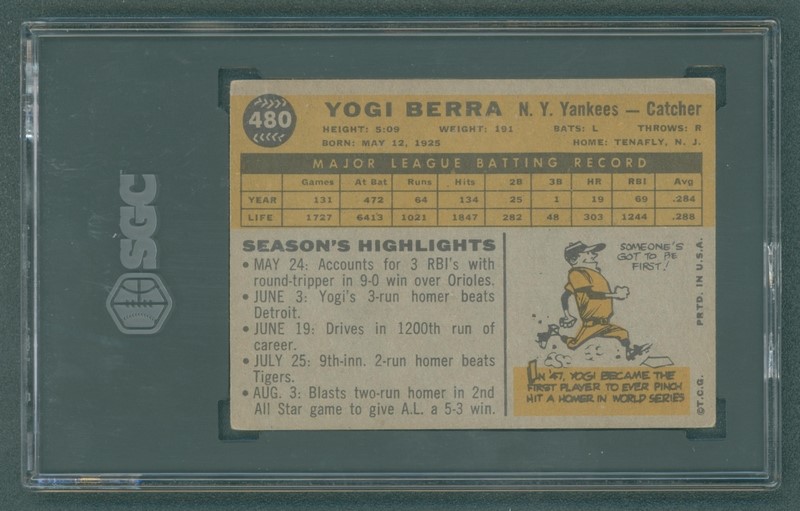 480
YOGI BERRA N. Y. Yankees — Catcher
HEIGHT: 5:09 WEIGHT: 191 BATS: L THROWS: R
BORN: MAY 12, 1925 HOME: TENAFLY, N. J.
MAJOR LEAGUE BATTING RECORD
Games At Bat Runs Hits 2B 3B HR RBI Avg
YEAR 131 472 64 134 25 1 19 69 .284
LIFE 1727 6413 1021 1847 282 48 303 1244 .288
SEASON'S HIGHLIGHTS
• MAY 24: Accounts for 3 RBI's with
round-tripper in 9-0 win over Orioles.
• JUNE 3: Yogi's 3-run homer beats
Detroit.
• JUNE 19: Drives in 1200th run of
career.
• JULY 25: 9th-inn. 2-run homer beats
Tigers.
• AUG. 3: Blasts two-run homer in 2nd
All Star game to give A.L. a 5-3 win.
SOMEONE'S
GOT TO BE
FIRST!
IN '47, YOGI BECAME THE
FIRST PLAYER TO EVER PINCH
HIT A HOMER IN WORLD SERIES
©T.C.G. PRTD. IN U.S.A.
SGC